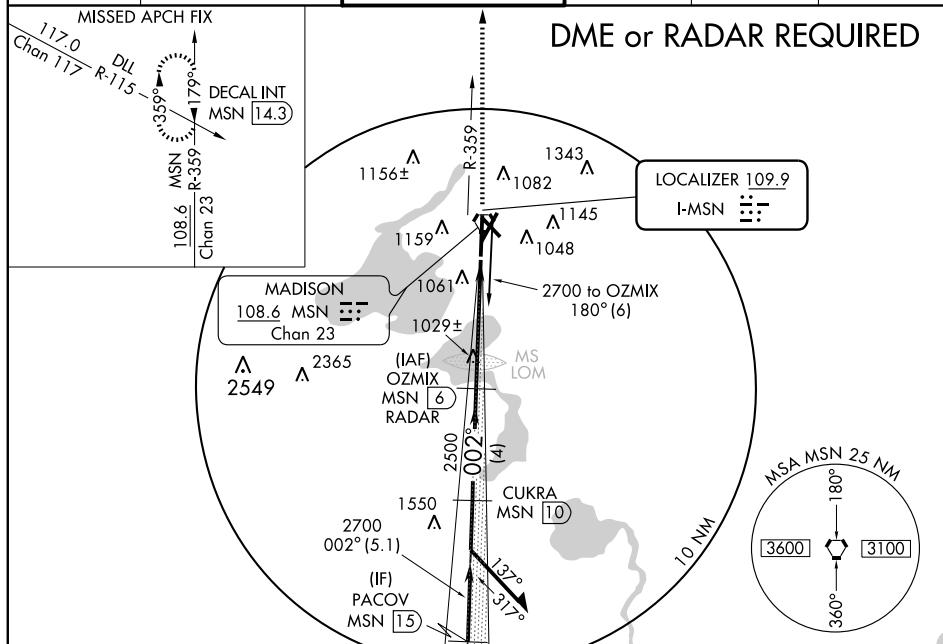 MISSED APCH FIX
117.0
Chan 117
DLL
R-115
359°
179°
DECAL INT
MSN 14.3
MSN
R-359
108.6
Chan 23
DME or RADAR REQUIRED
R-359
1156±
1082
1343
LOCALIZER 109.9
I-MSN
1159
1145
1048
MADISON
108.6 MSN
Chan 23
1061
2700 to OZMIX
180° (6)
1029±
2549
2365
(IAF)
OZMIX
MSN 6
RADAR
MS
LOM
2500
002°
(4)
1550
CUKRA
MSN 10
2700
002° (5.1)
(IF)
PACOV
MSN 15
137°
317°
10 NM
MSA MSN 25 NM
180°
3600
3100
360°